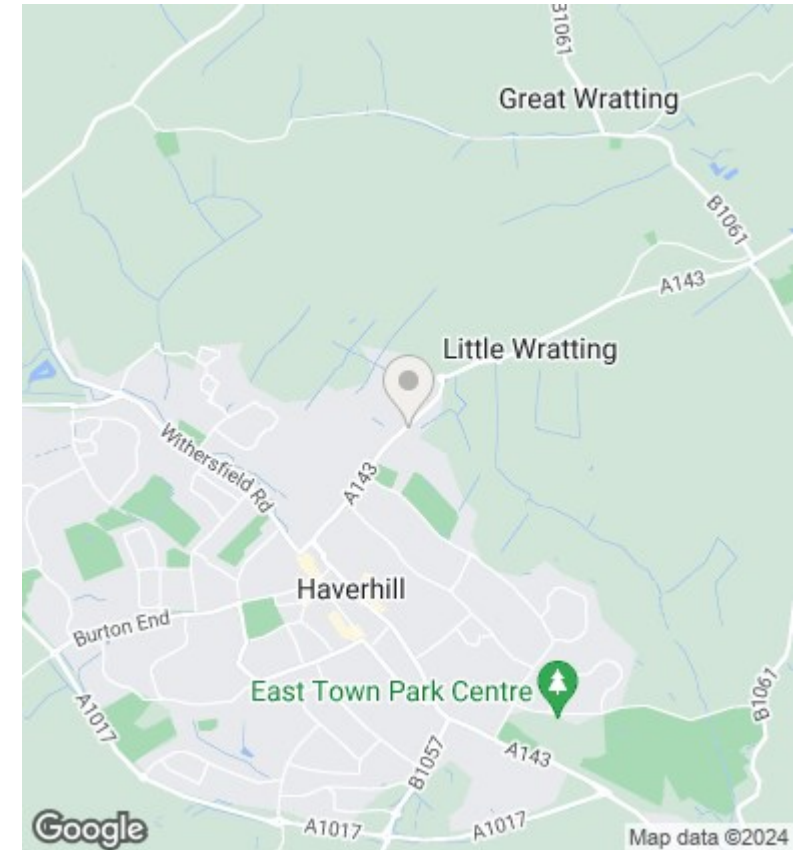 B1061
Great Wratting
B1061
A143
Little Wratting
Withersfield Rd
A143
Haverhill
Burton End
East Town Park Centre
A1017
B1061
B1057
A143
A1017
A1017
Google
Map data ©2024